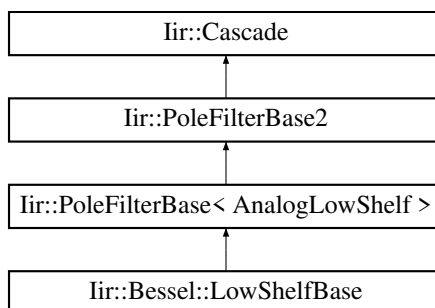 Iir::Cascade
Iir::PoleFilterBase2
Iir::PoleFilterBase< AnalogLowShelf >
Iir::Bessel::LowShelfBase